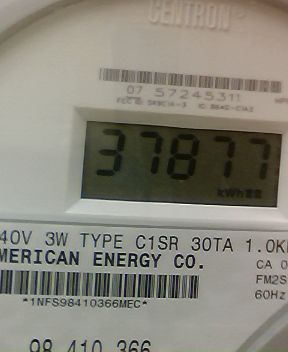 CENTRON®
07 57245311
37877
kWh
40V 3W TYPE C1SR 30TA 1.0K
MERICAN ENERGY CO.
CA 0
FM2S
60Hz
*1NFS98410366MEC*
98 410 366